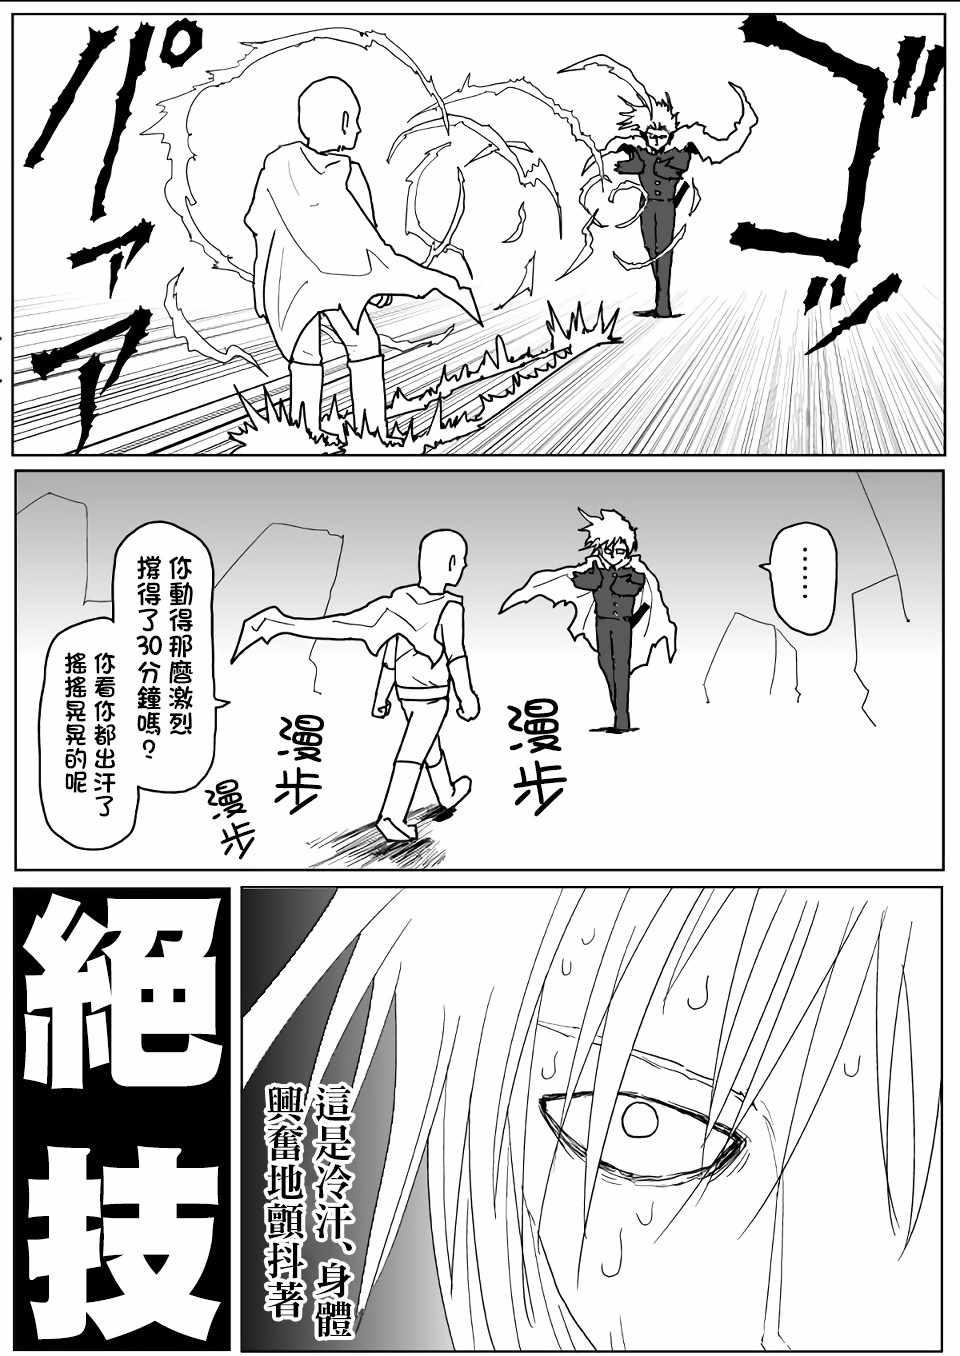 ゴッ
パァァ
……
你動得那麼激烈
撐得了30分鐘嗎?
你看你都出汗了
搖搖晃晃的呢
漫步
漫步
漫步
這是冷汗、身體
興奮地顫抖著
絕技